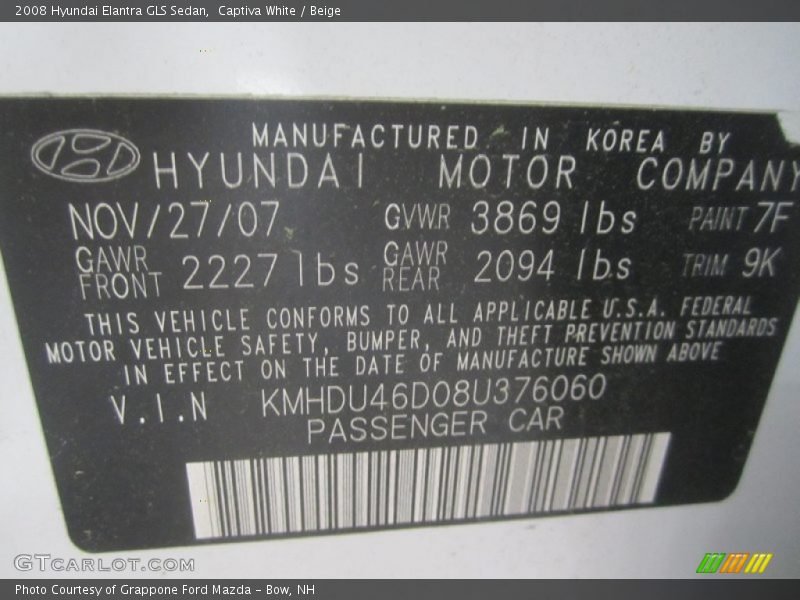 2008 Hyundai Elantra GLS Sedan, Captiva White / Beige
MANUFACTURED IN KOREA BY
HYUNDAI MOTOR COMPANY
NOV/27/07 GVWR 3869 lbs PAINT 7F
GAWR FRONT 2227 lbs GAWR REAR 2094 lbs TRIM 9K
THIS VEHICLE CONFORMS TO ALL APPLICABLE U.S.A. FEDERAL
MOTOR VEHICLE SAFETY, BUMPER, AND THEFT PREVENTION STANDARDS
IN EFFECT ON THE DATE OF MANUFACTURE SHOWN ABOVE
V.I.N KMHDU46D08U376060
PASSENGER CAR
GTCARLOT.COM
Photo Courtesy of Grappone Ford Mazda - Bow, NH